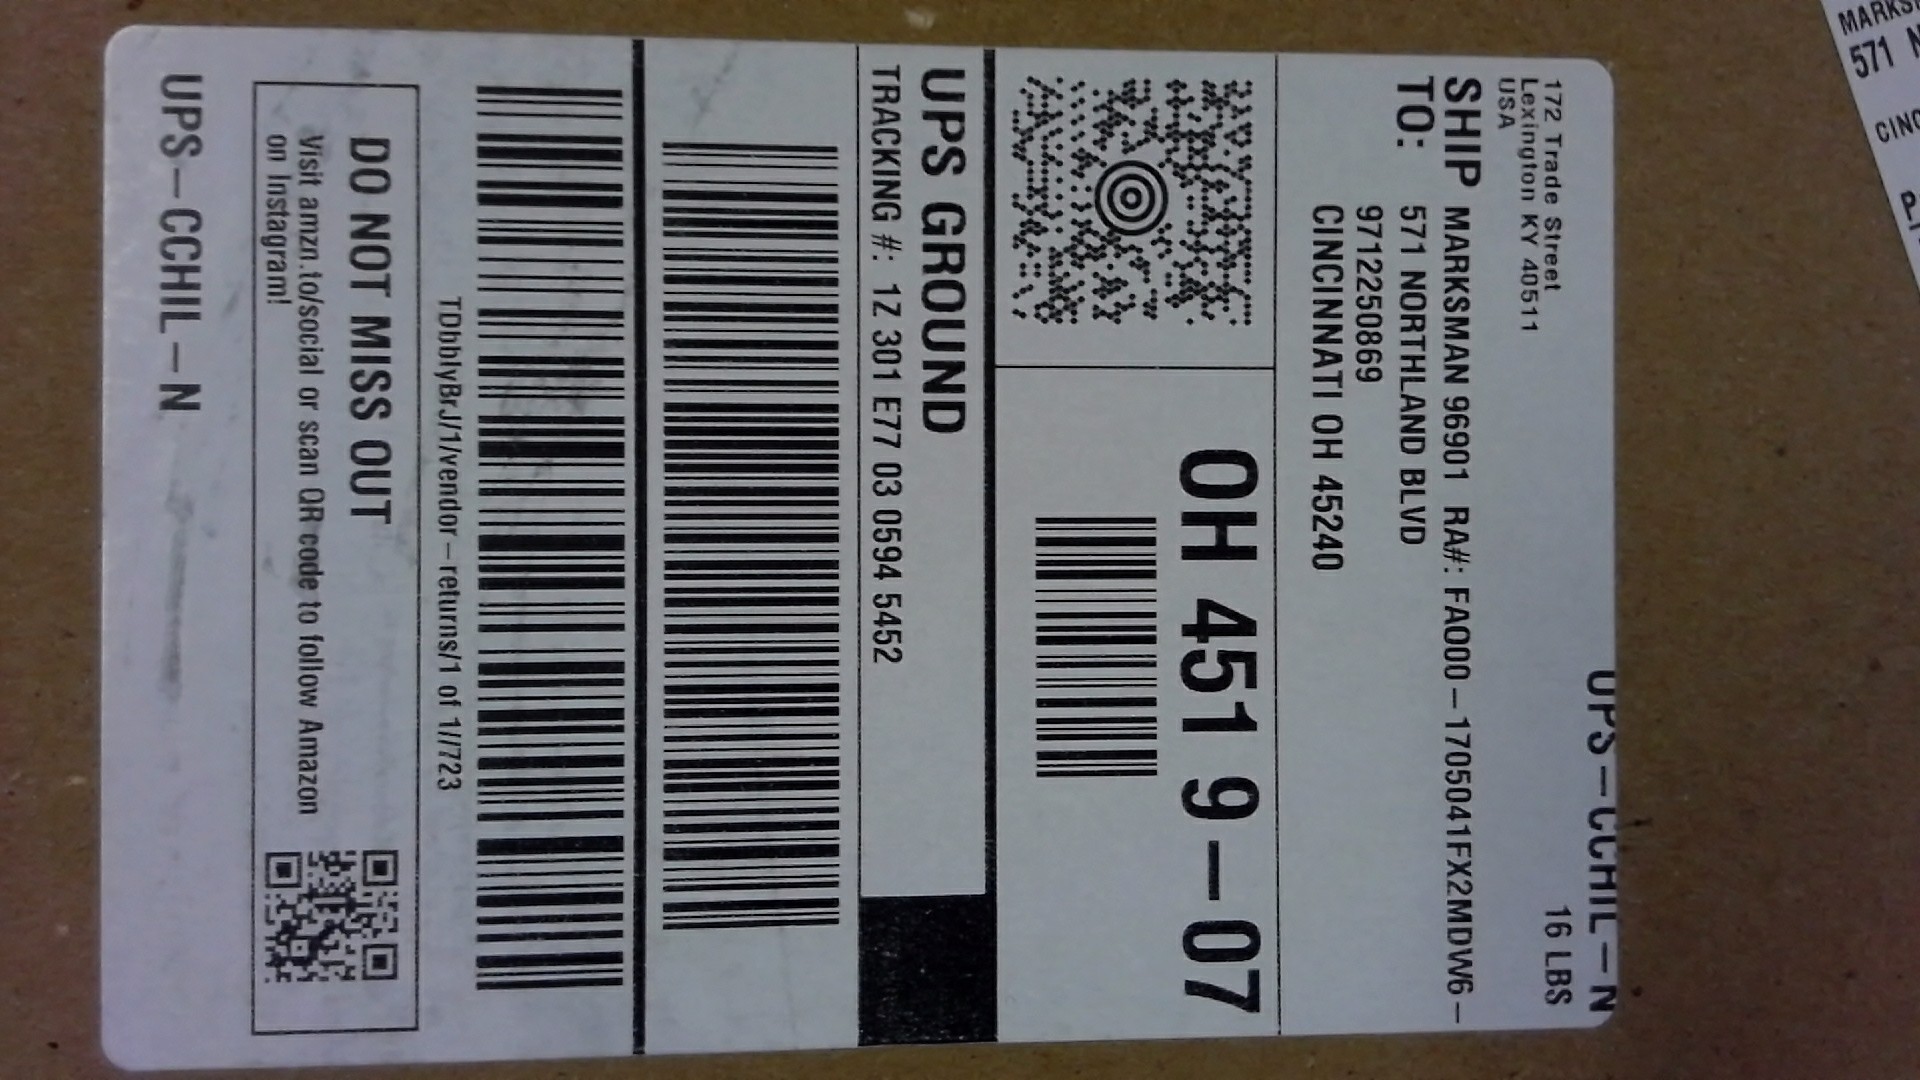 UPS-CCHIL-N
172 Trade Street
Lexington KY 40511
USA
16 LBS
SHIP TO:
MARKSMAN 96901 RA#: FA000-1705041FX2MDW6-
571 NORTHLAND BLVD
9712250869
CINCINNATI OH 45240
OH 451 9-07
UPS GROUND
TRACKING #: 1Z 301 E77 03 0594 5452
TDbblyBrJ/1/vendor-returns/1 of 1//723
DO NOT MISS OUT
Visit amzn.to/social or scan QR code to follow Amazon
on Instagram!
UPS-CCHIL-N
571